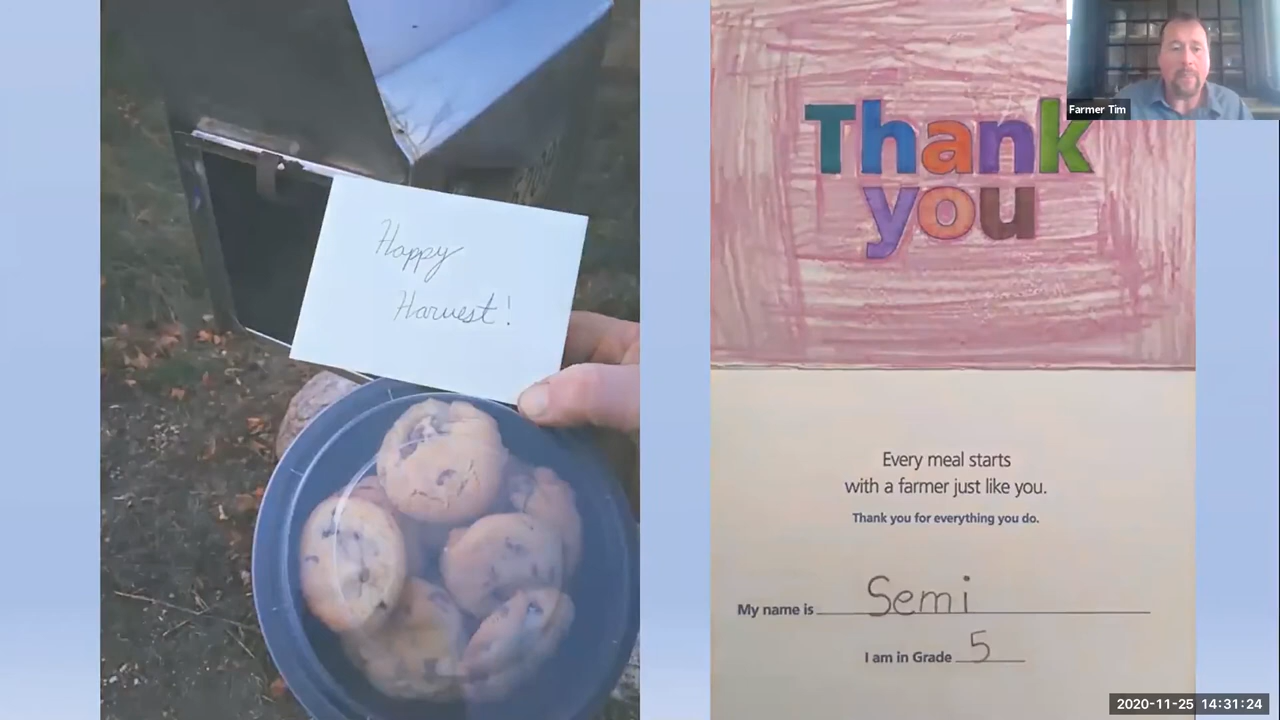 Happy
Harvest!
Thank
you
Farmer Tim
Every meal starts
with a farmer just like you.
Thank you for everything you do.
My name is Semi
I am in Grade 5
2020-11-25 14:31:24